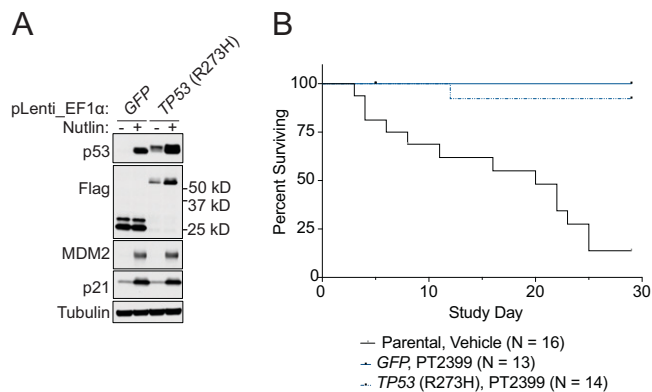 A
pLenti_EF1α: GFP TP53 (R273H)
Nutlin: - + - +
p53
Flag
-50 kD
-37 kD
-25 kD
MDM2
p21
Tubulin
B
Percent Surviving
100
75
50
25
0
0 10 20 30
Study Day
Parental, Vehicle (N = 16)
GFP, PT2399 (N = 13)
TP53 (R273H), PT2399 (N = 14)